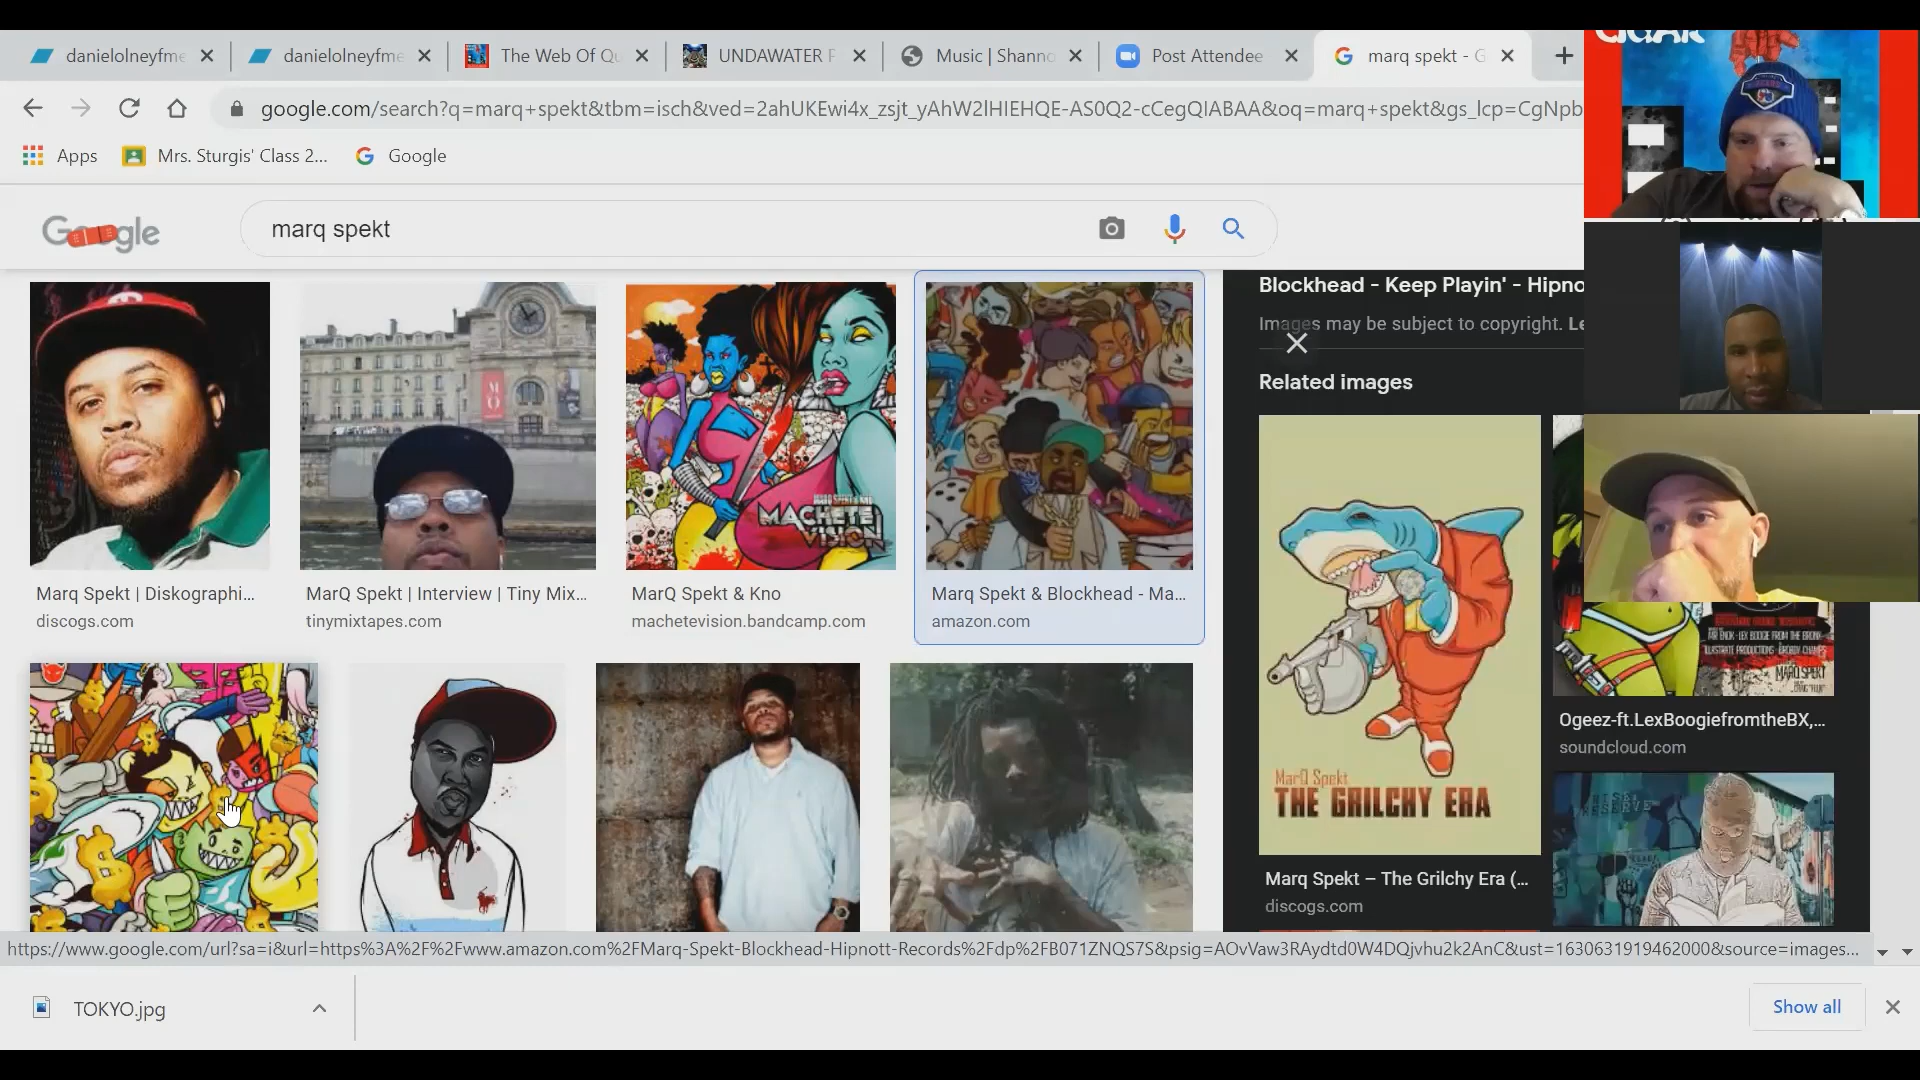 danielolneyfme
danielolneyfme
The Web Of Qu
UNDAWATER P
Music | Shanno
Post Attendee
marq spekt - G
CIGAR
google.com/search?q=marq+spekt&tbm=isch&ved=2ahUKEwi4x_zsjt_yAhW2lHIEHQE-AS0Q2-cCegQIABAA&oq=marq+spekt&gs_lcp=CgNpb
Apps
Mrs. Sturgis' Class 2...
Google
Google
marq spekt
Blockhead - Keep Playin' - Hipno
Images may be subject to copyright. Le
Related images
MACHETE
VISION
Marq Spekt | Diskographi...
discogs.com
MarQ Spekt | Interview | Tiny Mix...
tinymixtapes.com
MarQ Spekt & Kno
machetevision.bandcamp.com
Marq Spekt & Blockhead - Ma...
amazon.com
MarQ Spekt
THE GRILCHY ERA
MARQ SPEKT
Ogeez-ft.LexBoogiefromtheBX,...
soundcloud.com
Marq Spekt – The Grilchy Era (...
discogs.com
https://www.google.com/url?sa=i&url=https%3A%2F%2Fwww.amazon.com%2FMarq-Spekt-Blockhead-Hipnott-Records%2Fdp%2FB071ZNQS7S&psig=AOvVaw3RAydtd0W4DQjvhu2k2AnC&ust=1630631919462000&source=images...
TOKYO.jpg
Show all